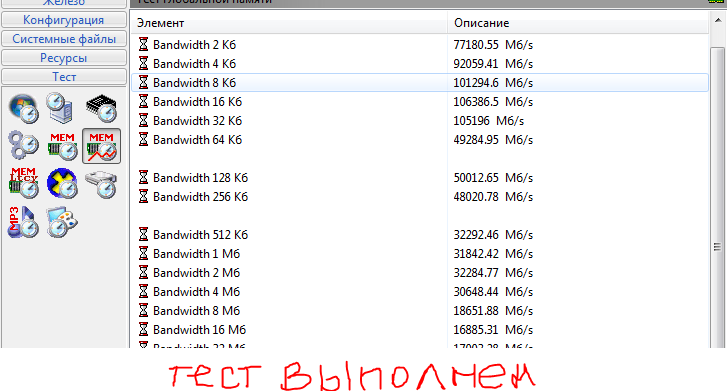 Железо
Тест глобальной памяти
Конфигурация
Системные файлы
Ресурсы
Тест
Элемент Описание
Bandwidth 2 Кб 77180.55 Мб/s
Bandwidth 4 Кб 92059.41 Мб/s
Bandwidth 8 Кб 101294.6 Мб/s
Bandwidth 16 Кб 106386.5 Мб/s
Bandwidth 32 Кб 105196 Мб/s
Bandwidth 64 Кб 49284.95 Мб/s
Bandwidth 128 Кб 50012.65 Мб/s
Bandwidth 256 Кб 48020.78 Мб/s
Bandwidth 512 Кб 32292.46 Мб/s
Bandwidth 1 Мб 31842.42 Мб/s
Bandwidth 2 Мб 32284.77 Мб/s
Bandwidth 4 Мб 30648.44 Мб/s
Bandwidth 8 Мб 18651.88 Мб/s
Bandwidth 16 Мб 16885.31 Мб/s
Bandwidth 32 Мб 17003.28 Мб/s
MEM
MEM
MEM
Ltcy
MP3
тест выполнем